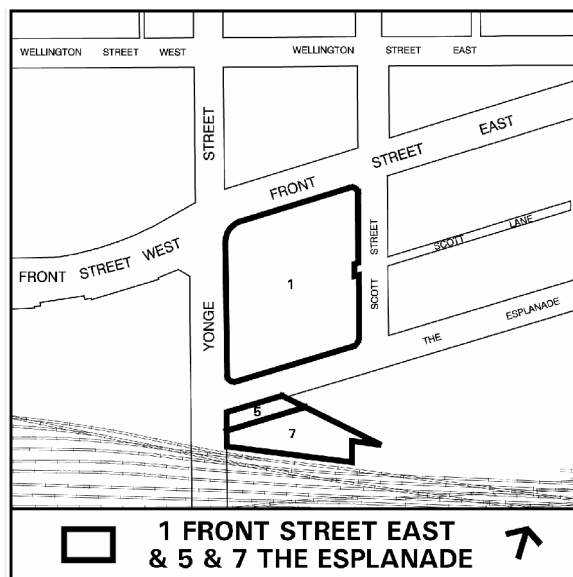 WELLINGTON STREET WEST
WELLINGTON STREET EAST
YONGE STREET
FRONT STREET EAST
FRONT STREET WEST
SCOTT STREET
SCOTT LANE
THE ESPLANADE
1
5
7
1 FRONT STREET EAST
& 5 & 7 THE ESPLANADE